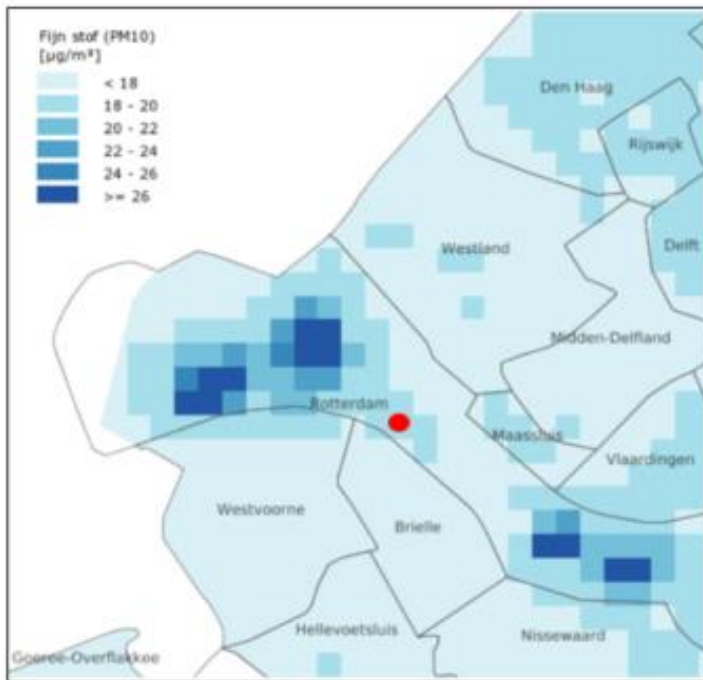 Fijn stof (PM10)
[µg/m³]
< 18
18 - 20
20 - 22
22 - 24
24 - 26
>= 26
Den Haag
Rijswijk
Westland
Delft
Midden-Delfland
Rotterdam
Maassluis
Vlaardingen
Westvoorne
Brielle
Hellevoetsluis
Nissewaard
Goeree-Overflakkee